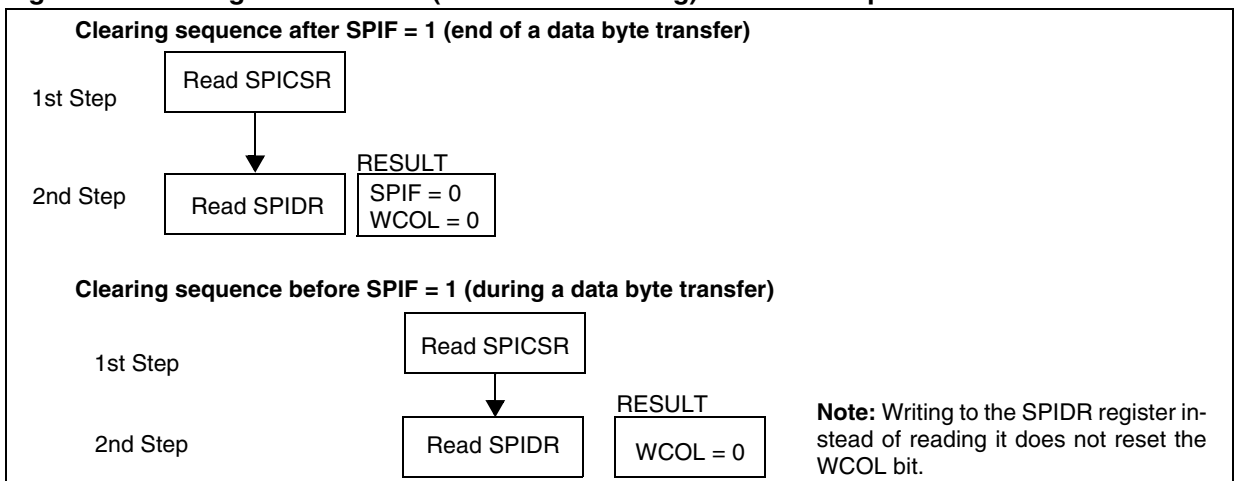 Clearing sequence after SPIF = 1 (end of a data byte transfer)
1st Step
Read SPICSR
RESULT
2nd Step
Read SPIDR
SPIF = 0
WCOL = 0
Clearing sequence before SPIF = 1 (during a data byte transfer)
1st Step
Read SPICSR
RESULT
2nd Step
Read SPIDR
WCOL = 0
Note: Writing to the SPIDR register in-
stead of reading it does not reset the
WCOL bit.